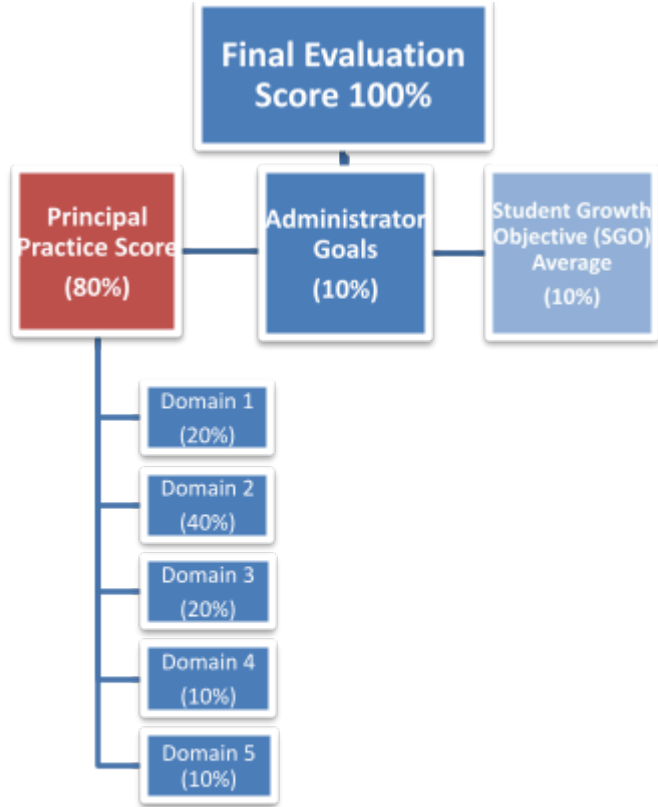 Final Evaluation
Score 100%
Principal
Practice Score
(80%)
Administrator
Goals
(10%)
Student Growth
Objective (SGO)
Average
(10%)
Domain 1
(20%)
Domain 2
(40%)
Domain 3
(20%)
Domain 4
(10%)
Domain 5
(10%)